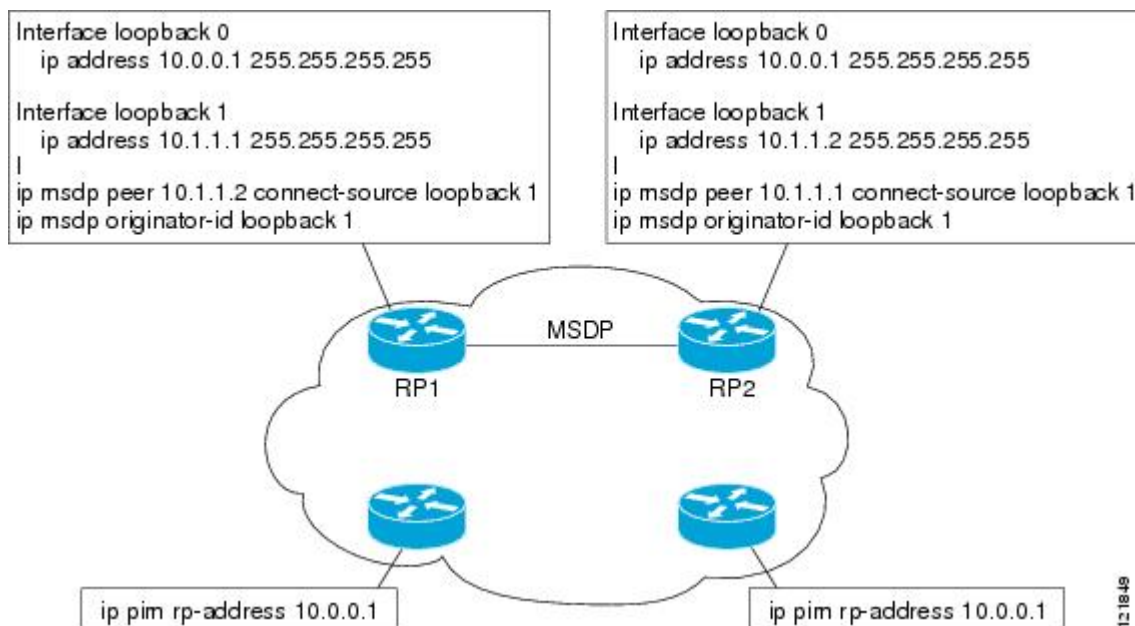 Interface loopback 0
ip address 10.0.0.1 255.255.255.255
Interface loopback 1
ip address 10.1.1.1 255.255.255.255
!
ip msdp peer 10.1.1.2 connect-source loopback 1
ip msdp originator-id loopback 1
Interface loopback 0
ip address 10.0.0.1 255.255.255.255
Interface loopback 1
ip address 10.1.1.2 255.255.255.255
!
ip msdp peer 10.1.1.1 connect-source loopback 1
ip msdp originator-id loopback 1
MSDP
RP1
RP2
ip pim rp-address 10.0.0.1
ip pim rp-address 10.0.0.1
121849